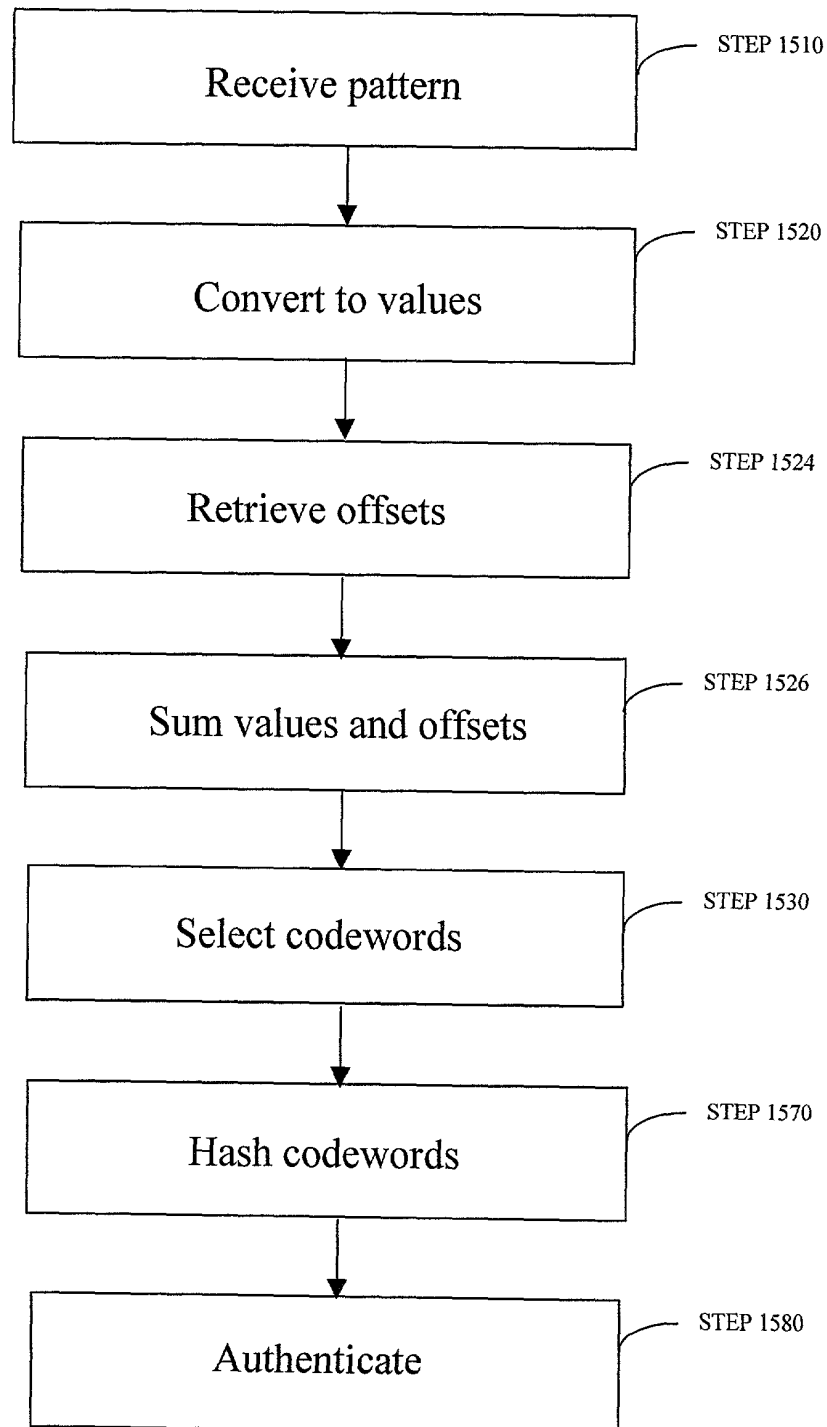 STEP 1510
Receive pattern
STEP 1520
Convert to values
STEP 1524
Retrieve offsets
STEP 1526
Sum values and offsets
STEP 1530
Select codewords
STEP 1570
Hash codewords
STEP 1580
Authenticate